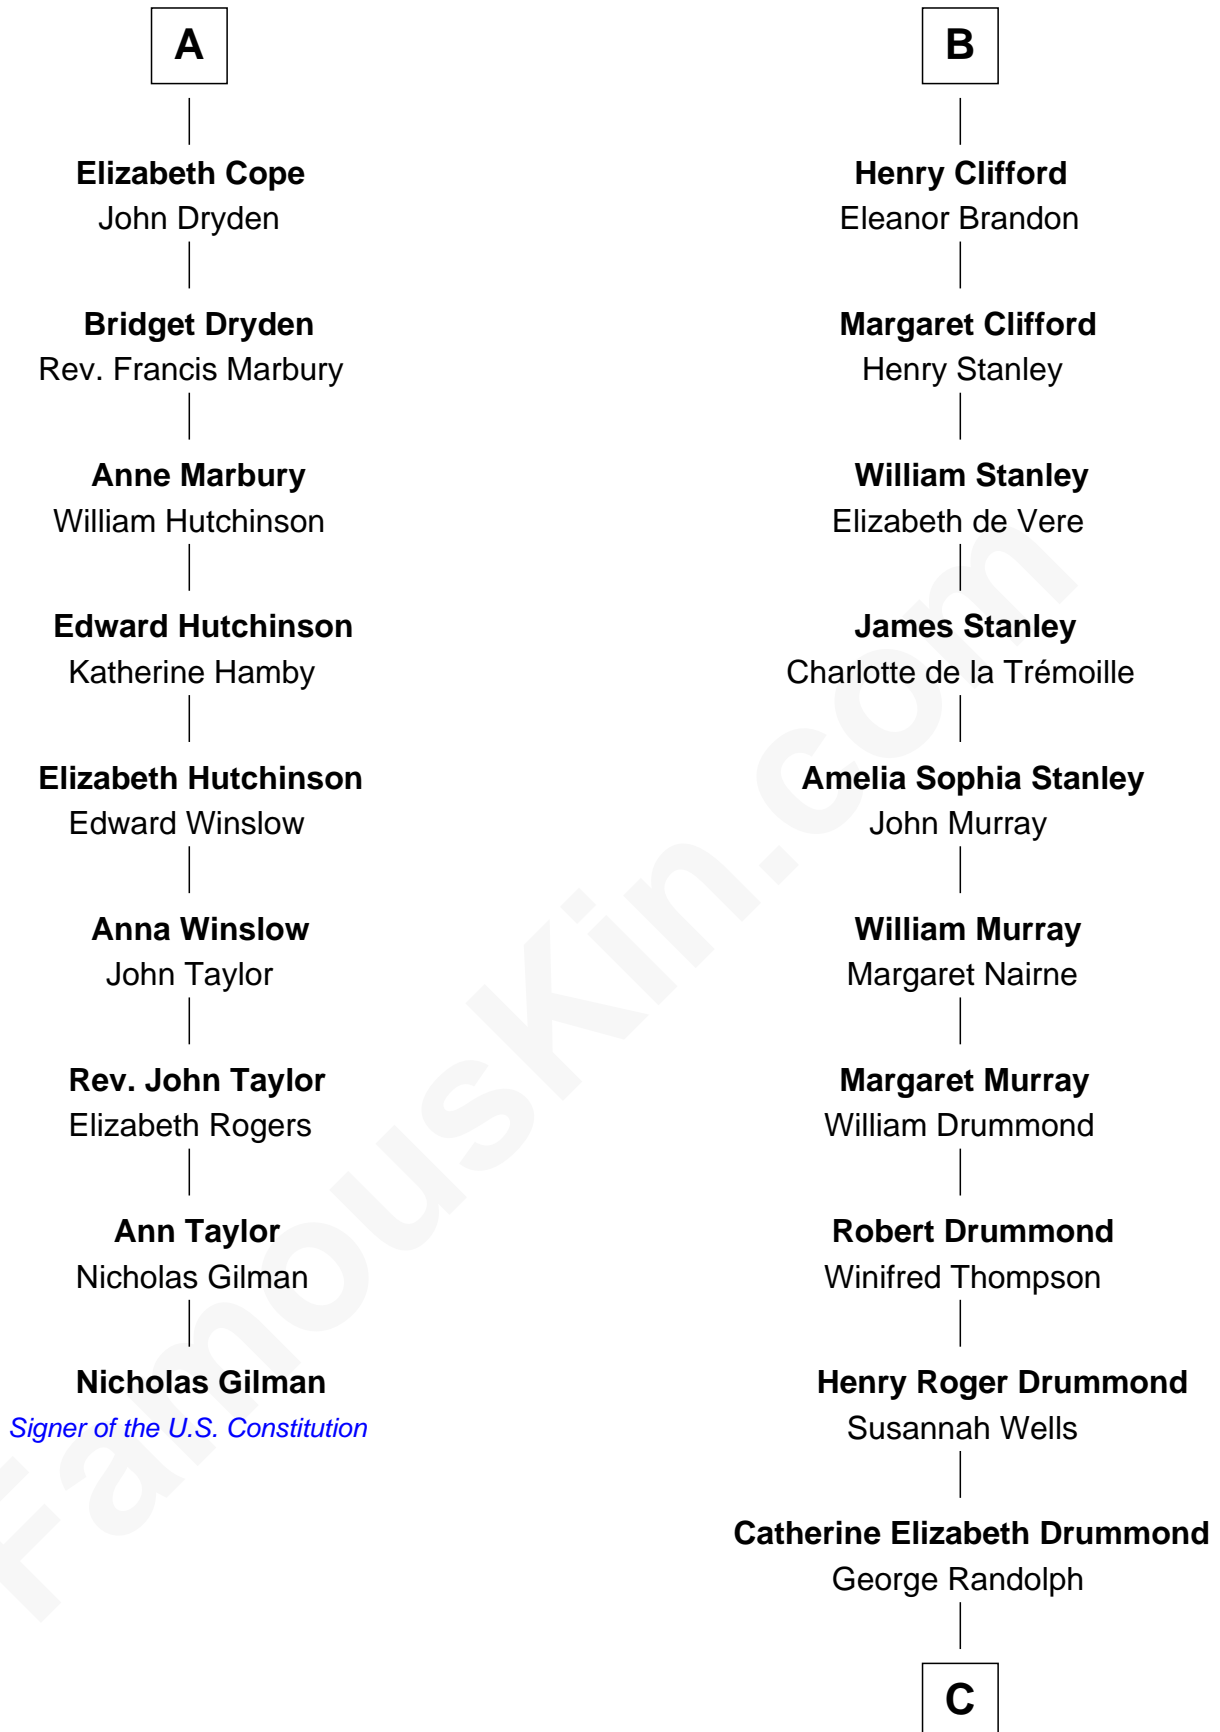 A
Elizabeth Cope
John Dryden
Bridget Dryden
Rev. Francis Marbury
Anne Marbury
William Hutchinson
Edward Hutchinson
Katherine Hamby
Elizabeth Hutchinson
Edward Winslow
Anna Winslow
John Taylor
Rev. John Taylor
Elizabeth Rogers
Ann Taylor
Nicholas Gilman
Nicholas Gilman
Signer of the U.S. Constitution
B
Henry Clifford
Eleanor Brandon
Margaret Clifford
Henry Stanley
William Stanley
Elizabeth de Vere
James Stanley
Charlotte de la Trémoille
Amelia Sophia Stanley
John Murray
William Murray
Margaret Nairne
Margaret Murray
William Drummond
Robert Drummond
Winifred Thompson
Henry Roger Drummond
Susannah Wells
Catherine Elizabeth Drummond
George Randolph
C
FamousKin.com